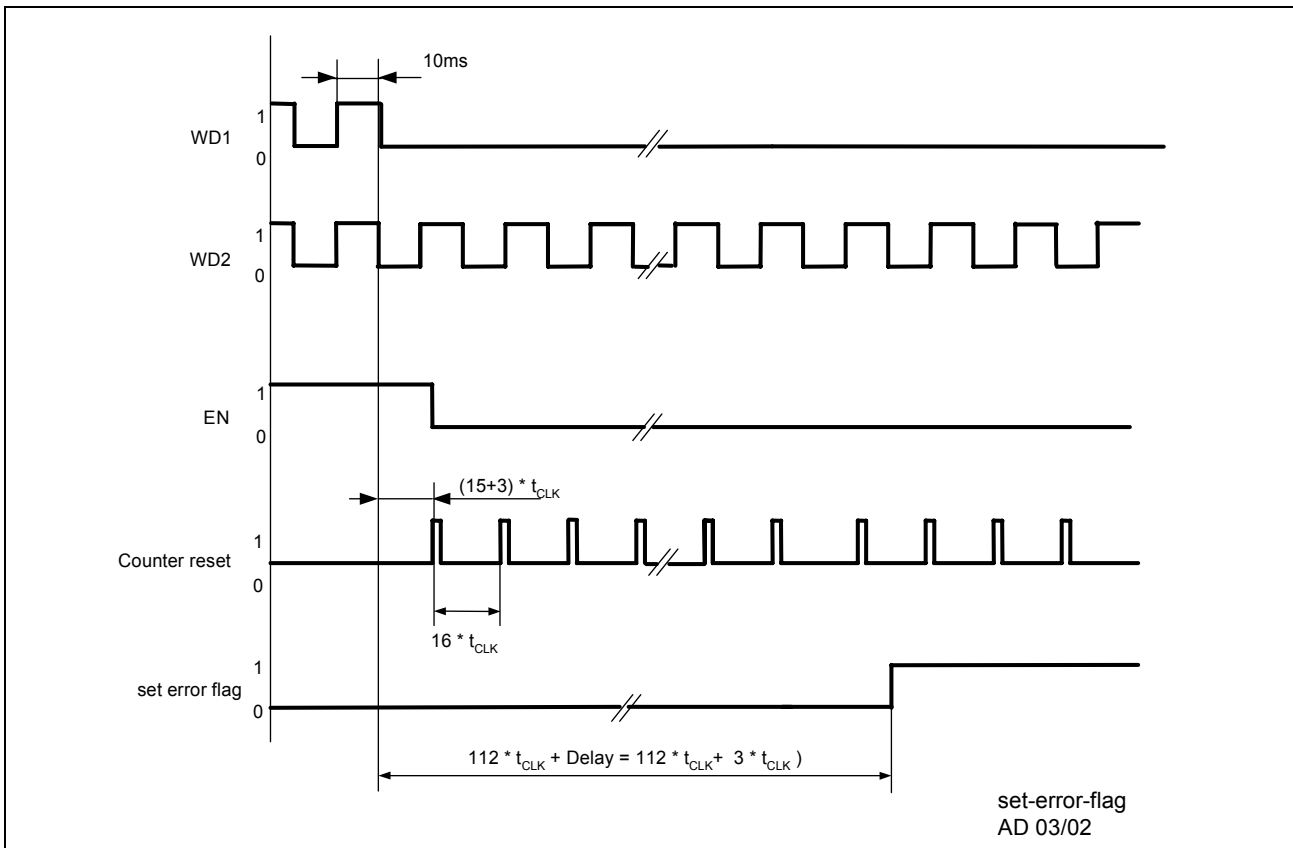 10ms
1
WD1
0
1
WD2
0
1
EN
0
(15+3) * tCLK
1
Counter reset
0
16 * tCLK
1
set error flag
0
112 * tCLK + Delay = 112 * tCLK+ 3 * tCLK )
set-error-flag
AD 03/02